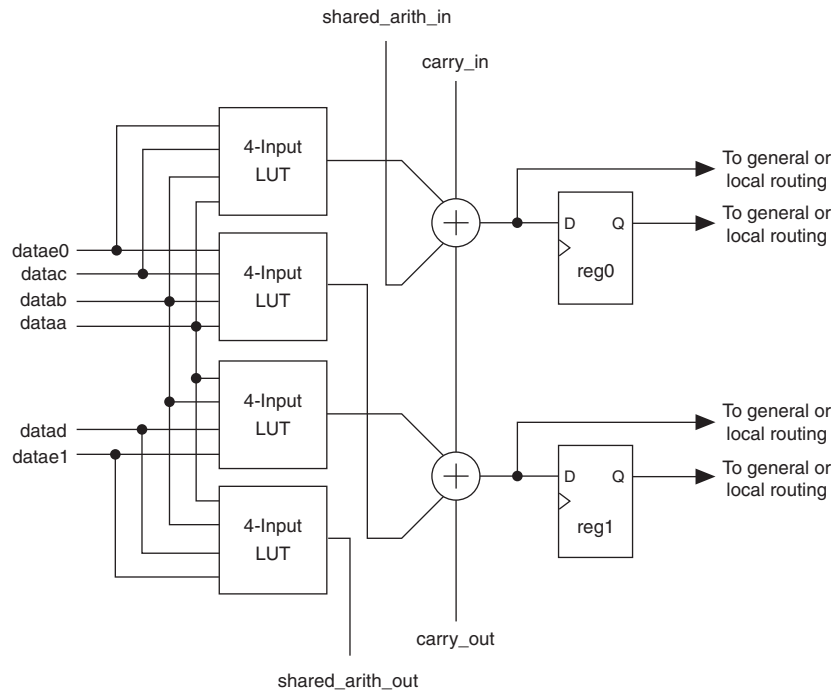 shared_arith_in
carry_in
4-Input
LUT
To general or
local routing
D Q
reg0
To general or
local routing
datae0
datac
datab
dataa
4-Input
LUT
4-Input
LUT
To general or
local routing
datad
datae1
D Q
reg1
To general or
local routing
4-Input
LUT
carry_out
shared_arith_out